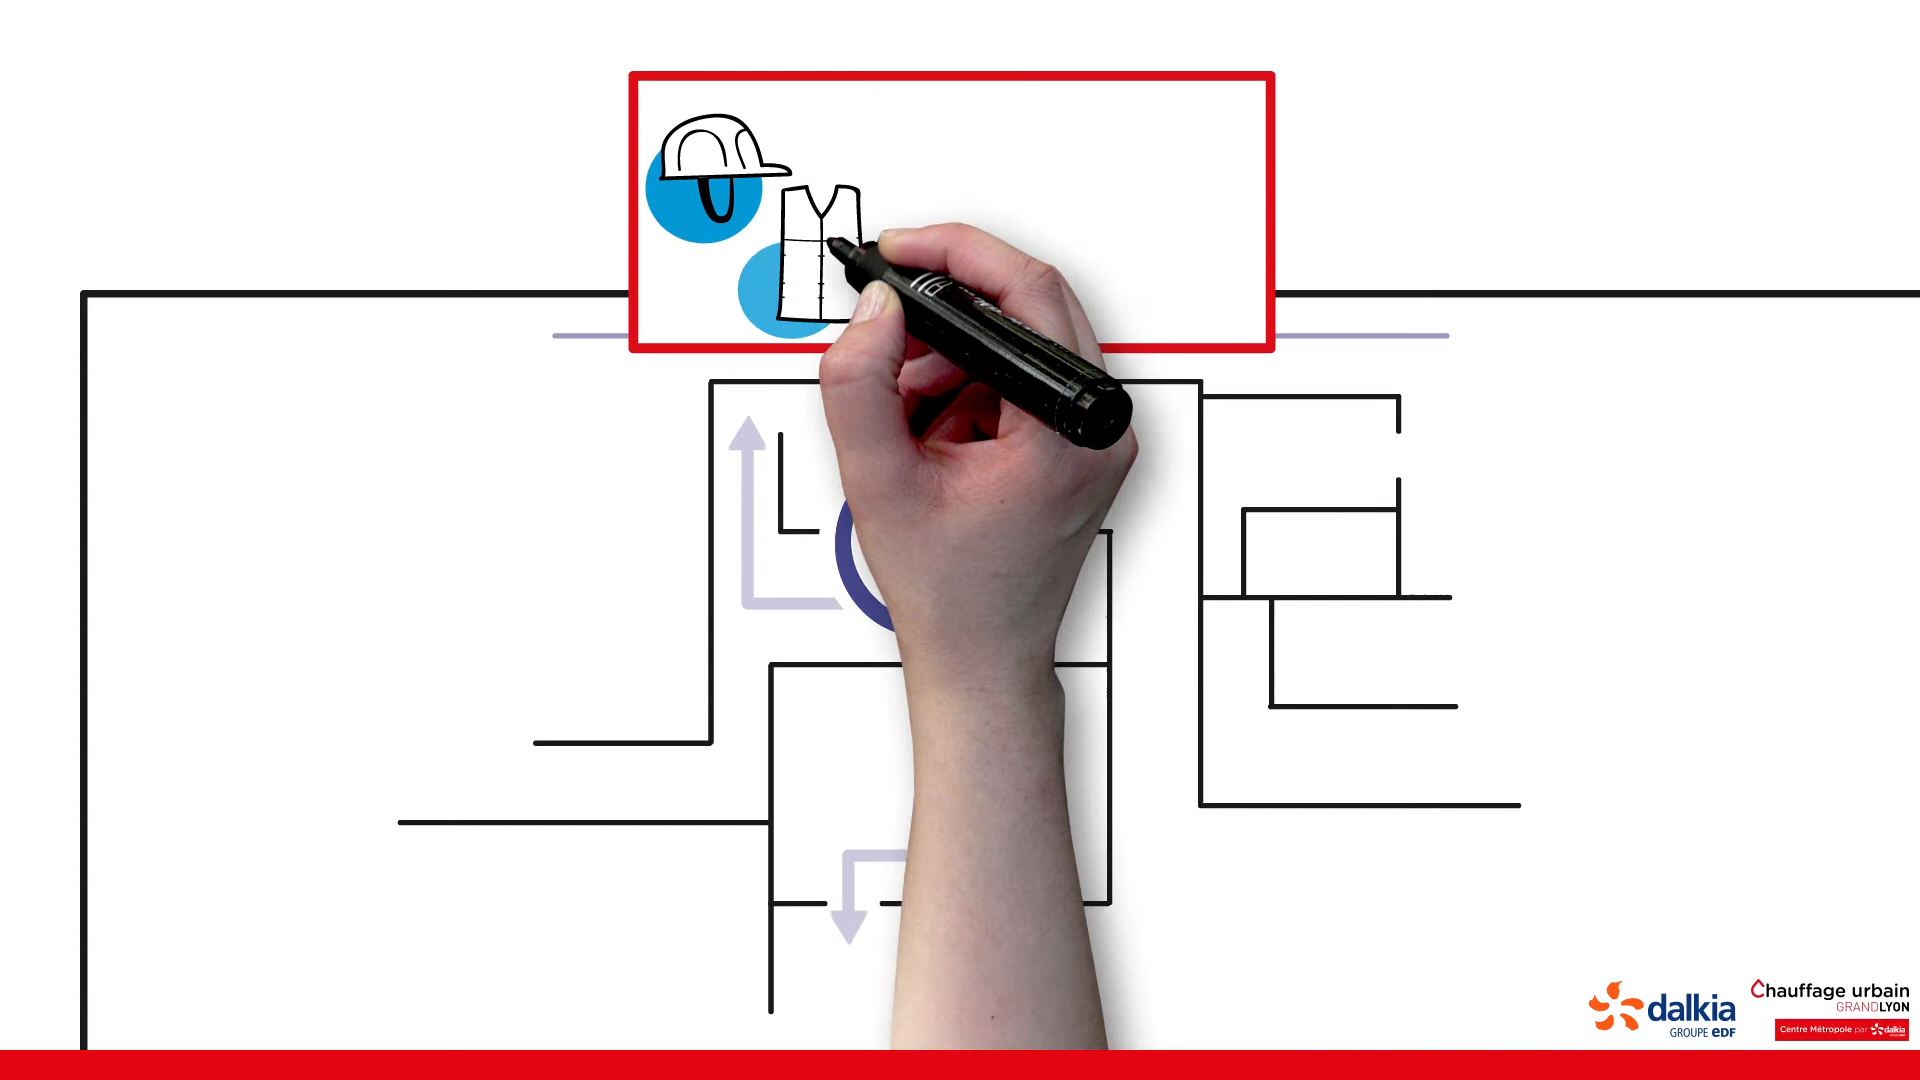 dalkia
GROUPE eDF
Chauffage urbain
GRANDLYON
Centre Métropole par dalkia